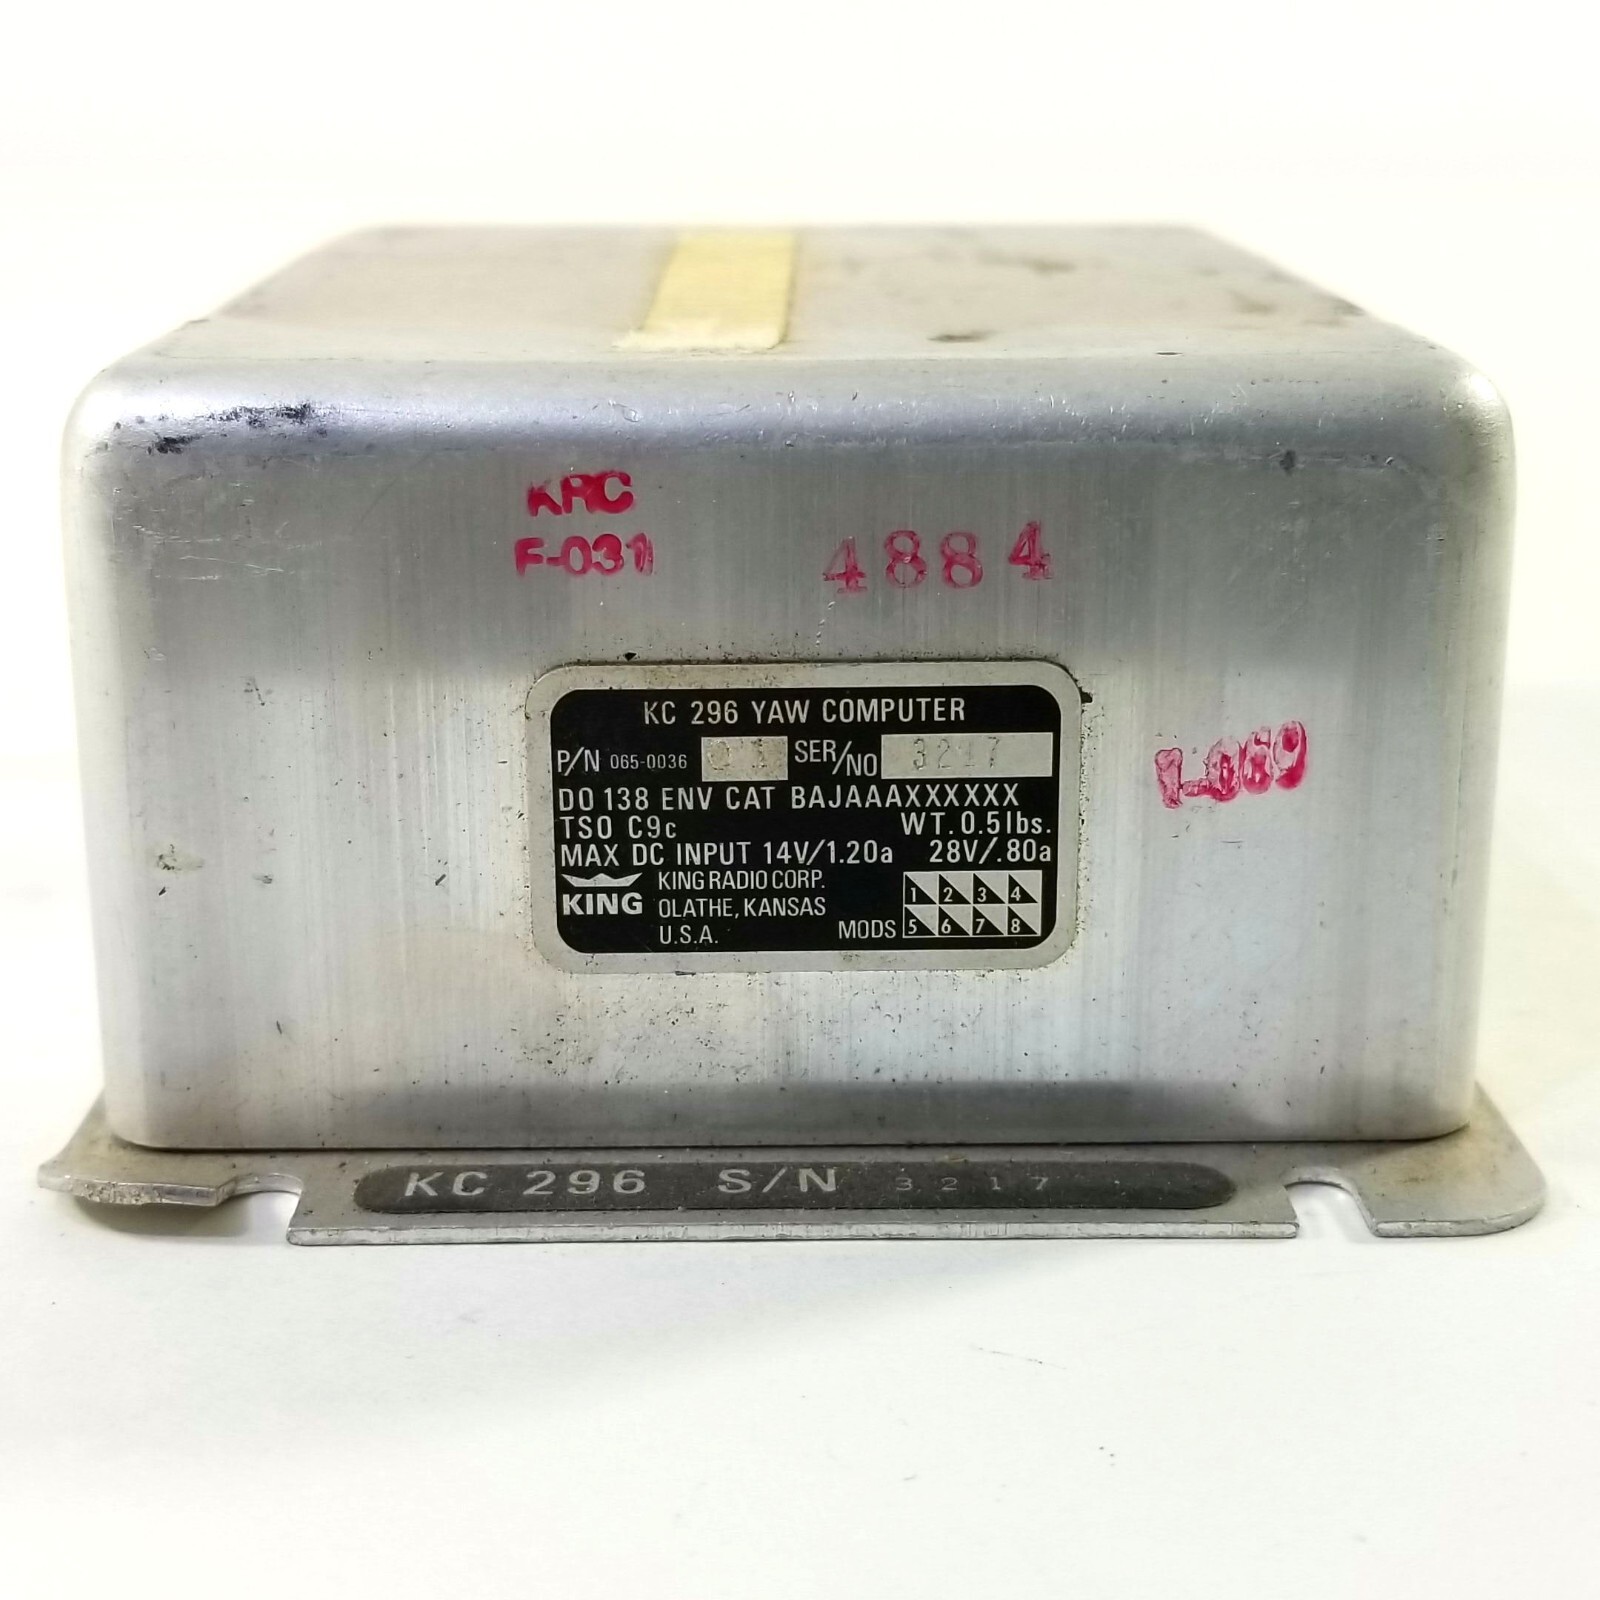 KRC
F-031
4884
KC 296 YAW COMPUTER
P/N 065-0036 SER/NO 3217
DO 138 ENV CAT BAJAAAXXXXXX
TSO C9c WT. 0.5lbs.
MAX DC INPUT 14V/1.20a 28V/.80a
KING KING RADIO CORP.
OLATHE, KANSAS
U.S.A.
MODS 1 2 3 4
5 6 7 8
KC 296 S/N 3217